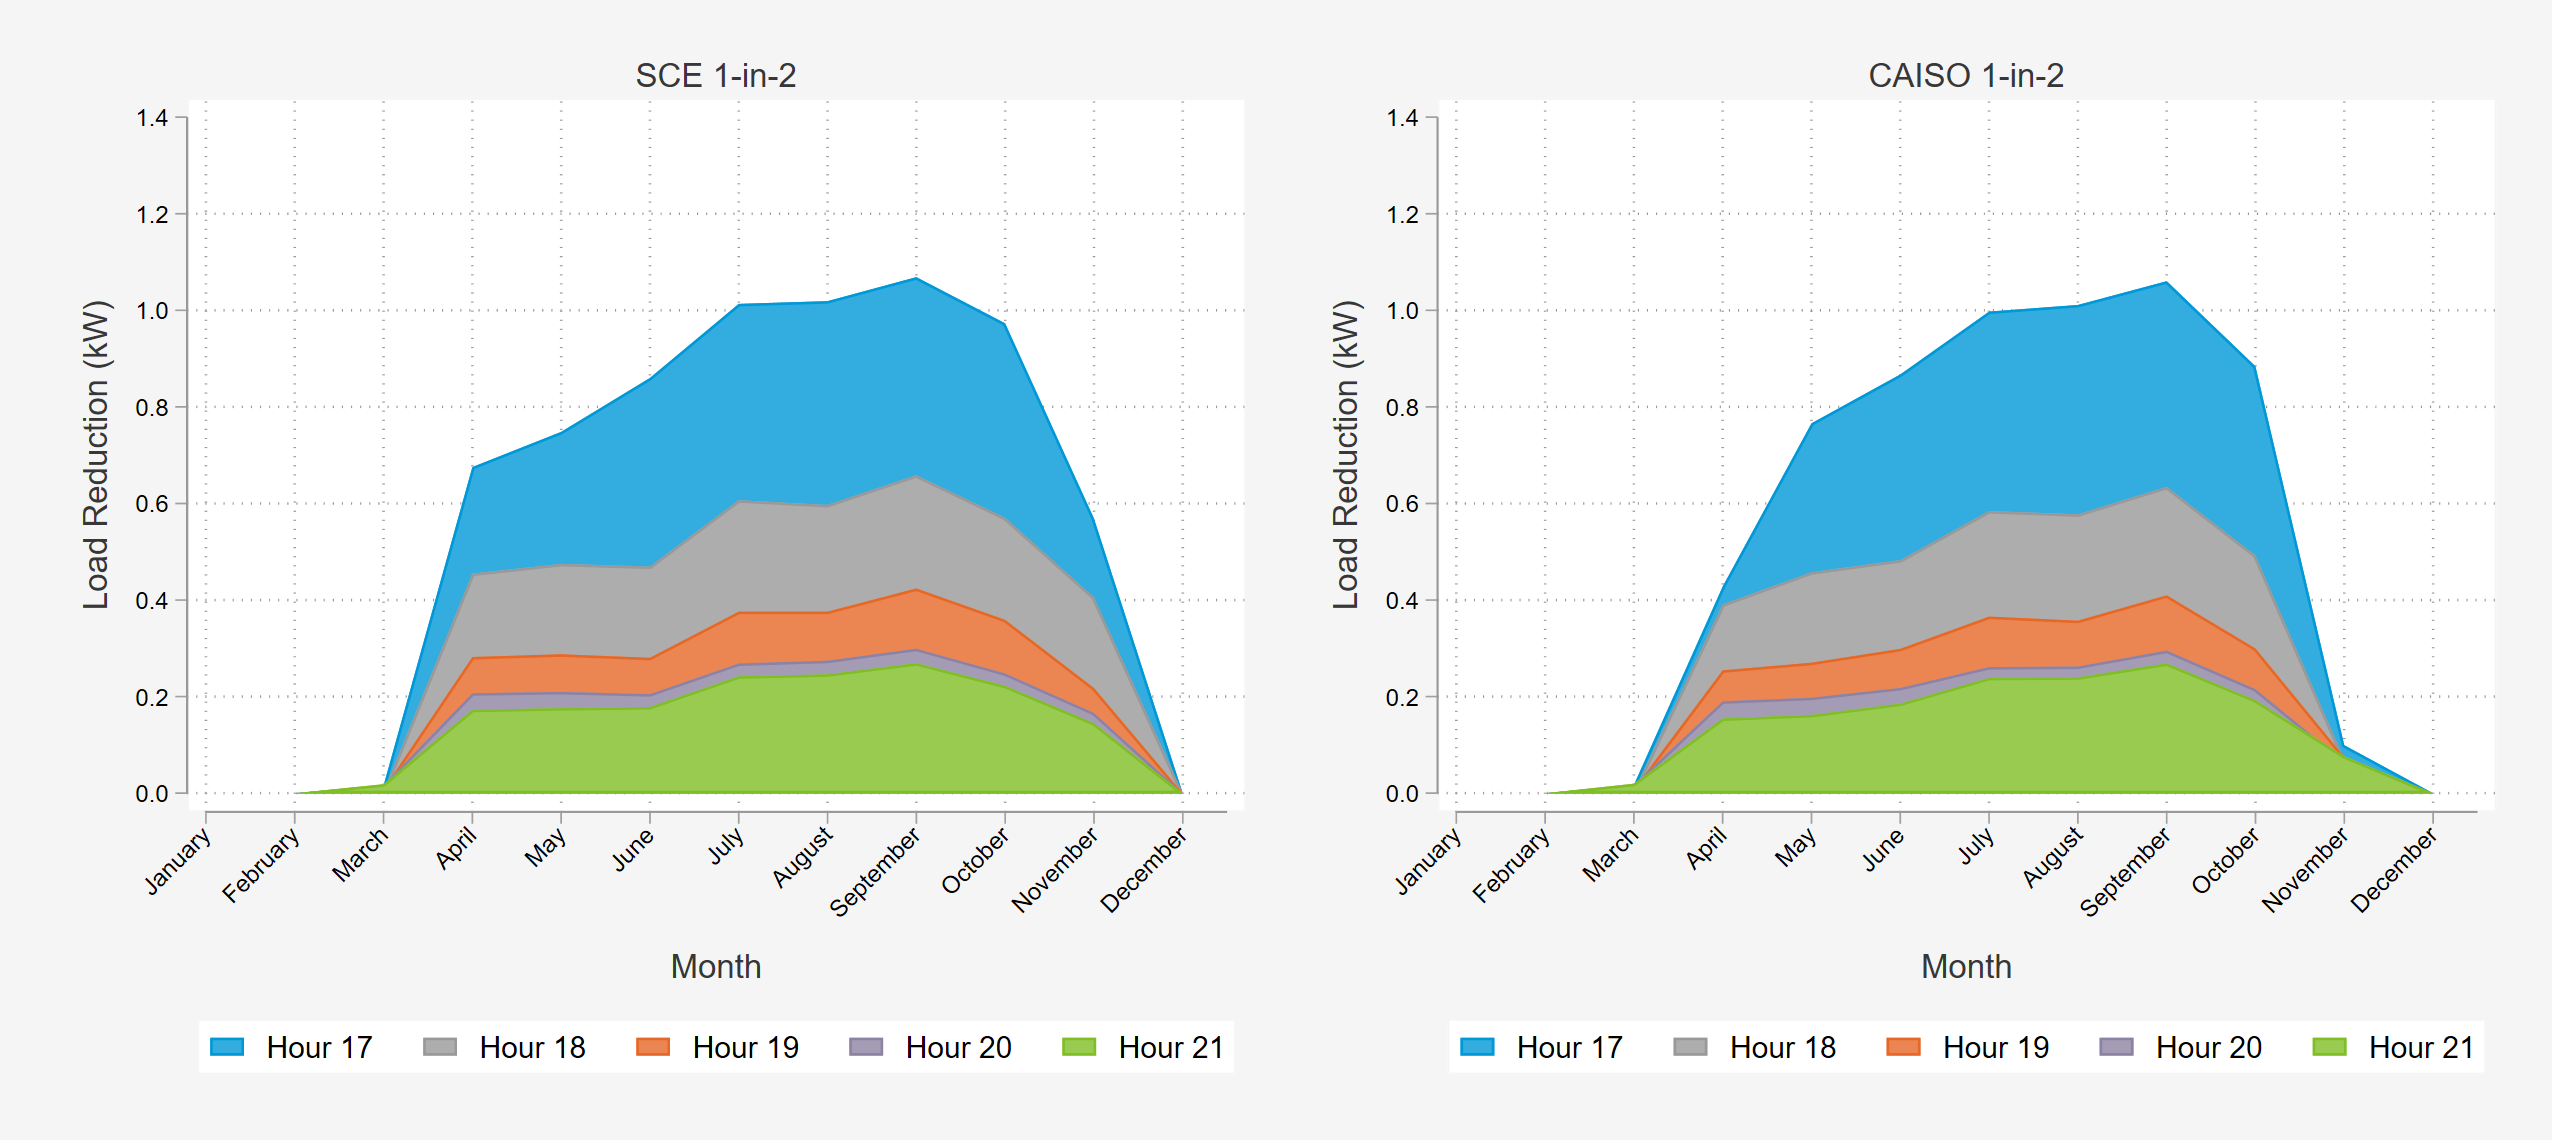 SCE 1-in-2
Load Reduction (kW)
1.4
1.2
1.0
0.8
0.6
0.4
0.2
0.0
January
February
March
April
May
June
July
August
September
October
November
December
Month
Hour 17
Hour 18
Hour 19
Hour 20
Hour 21
CAISO 1-in-2
Load Reduction (kW)
1.4
1.2
1.0
0.8
0.6
0.4
0.2
0.0
January
February
March
April
May
June
July
August
September
October
November
December
Month
Hour 17
Hour 18
Hour 19
Hour 20
Hour 21